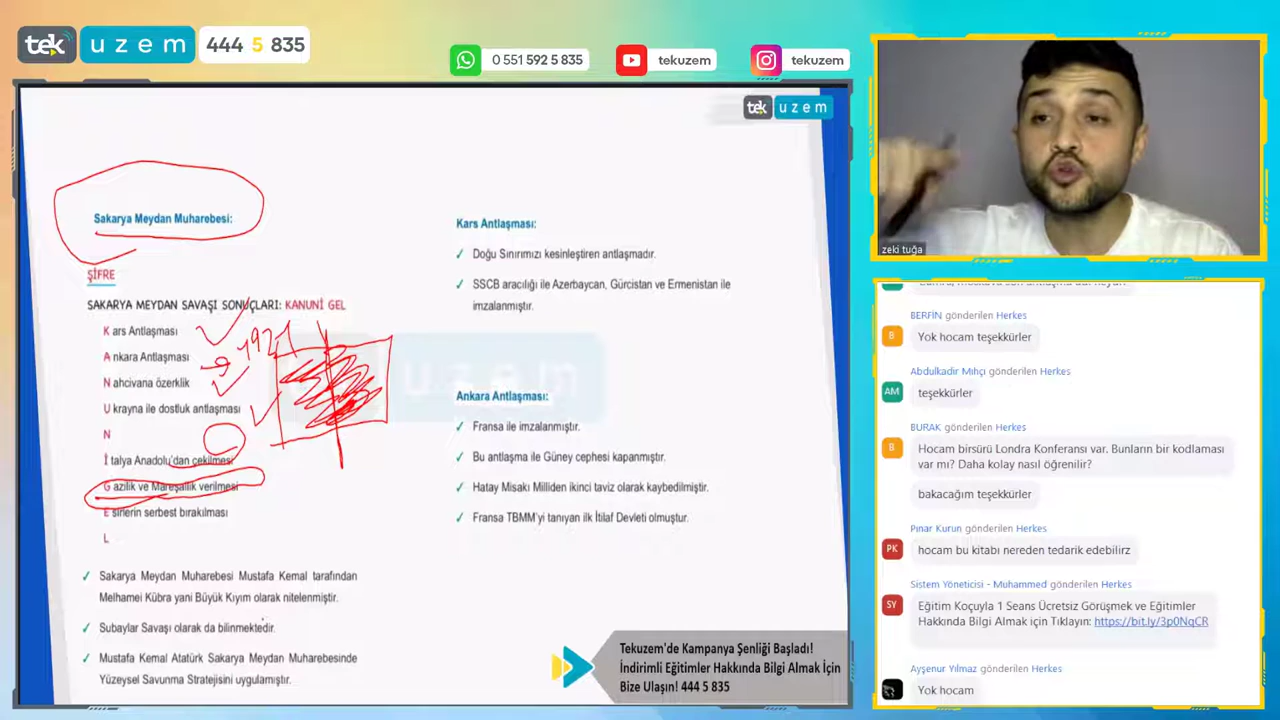 tek uzem 444 5 835
0 551 592 5 835
tekuzem
tekuzem
tek uzem
Sakarya Meydan Muharebesi:
ŞİFRE
SAKARYA MEYDAN SAVAŞI SONUÇLARI: KANUNİ GEL
K ars Antlaşması
A nkara Antlaşması
1921
N ahcivana özerklik
U krayna ile dostluk antlaşması
N
İ talya Anadolu'dan çekilmesi
G azilik ve Mareşallik verilmesi
E sirlerin serbest bırakılması
L
✓ Sakarya Meydan Muharebesi Mustafa Kemal tarafından
Melhamei Kübra yani Büyük Kıyım olarak nitelenmiştir.
✓ Subaylar Savaşı olarak da bilinmektedir.
✓ Mustafa Kemal Atatürk Sakarya Meydan Muharebesinde
Yüzeysel Savunma Stratejisini uygulamıştır.
Kars Antlaşması:
✓ Doğu Sınırımızı kesinleştiren antlaşmadır.
✓ SSCB aracılığı ile Azerbaycan, Gürcistan ve Ermenistan ile
imzalanmıştır.
uzem
Ankara Antlaşması:
✓ Fransa ile imzalanmıştır.
✓ Bu antlaşma ile Güney cephesi kapanmıştır.
✓ Hatay Misakı Milliden ikinci taviz olarak kaybedilmiştir.
✓ Fransa TBMM'yi tanıyan ilk İtilaf Devleti olmuştur.
Tekuzem'de Kampanya Şenliği Başladı!
İndirimli Eğitimler Hakkında Bilgi Almak İçin
Bize Ulaşın! 444 5 835
zeki tuğa
BERFİN gönderilen Herkes
B
Yok hocam teşekkürler
Abdulkadir Mıhçı gönderilen Herkes
AM
teşekkürler
BURAK gönderilen Herkes
B
Hocam birsürü Londra Konferansı var. Bunların bir kodlaması
var mı? Daha kolay nasıl öğrenilir?
bakacağım teşekkürler
Pınar Kurun gönderilen Herkes
PK
hocam bu kitabı nereden tedarik edebilirz
Sistem Yöneticisi - Muhammed gönderilen Herkes
SY
Eğitim Koçuyla 1 Seans Ücretsiz Görüşmek ve Eğitimler
Hakkında Bilgi Almak için Tıklayın: https://bit.ly/3p0NqCR
Ayşenur Yılmaz gönderilen Herkes
Yok hocam